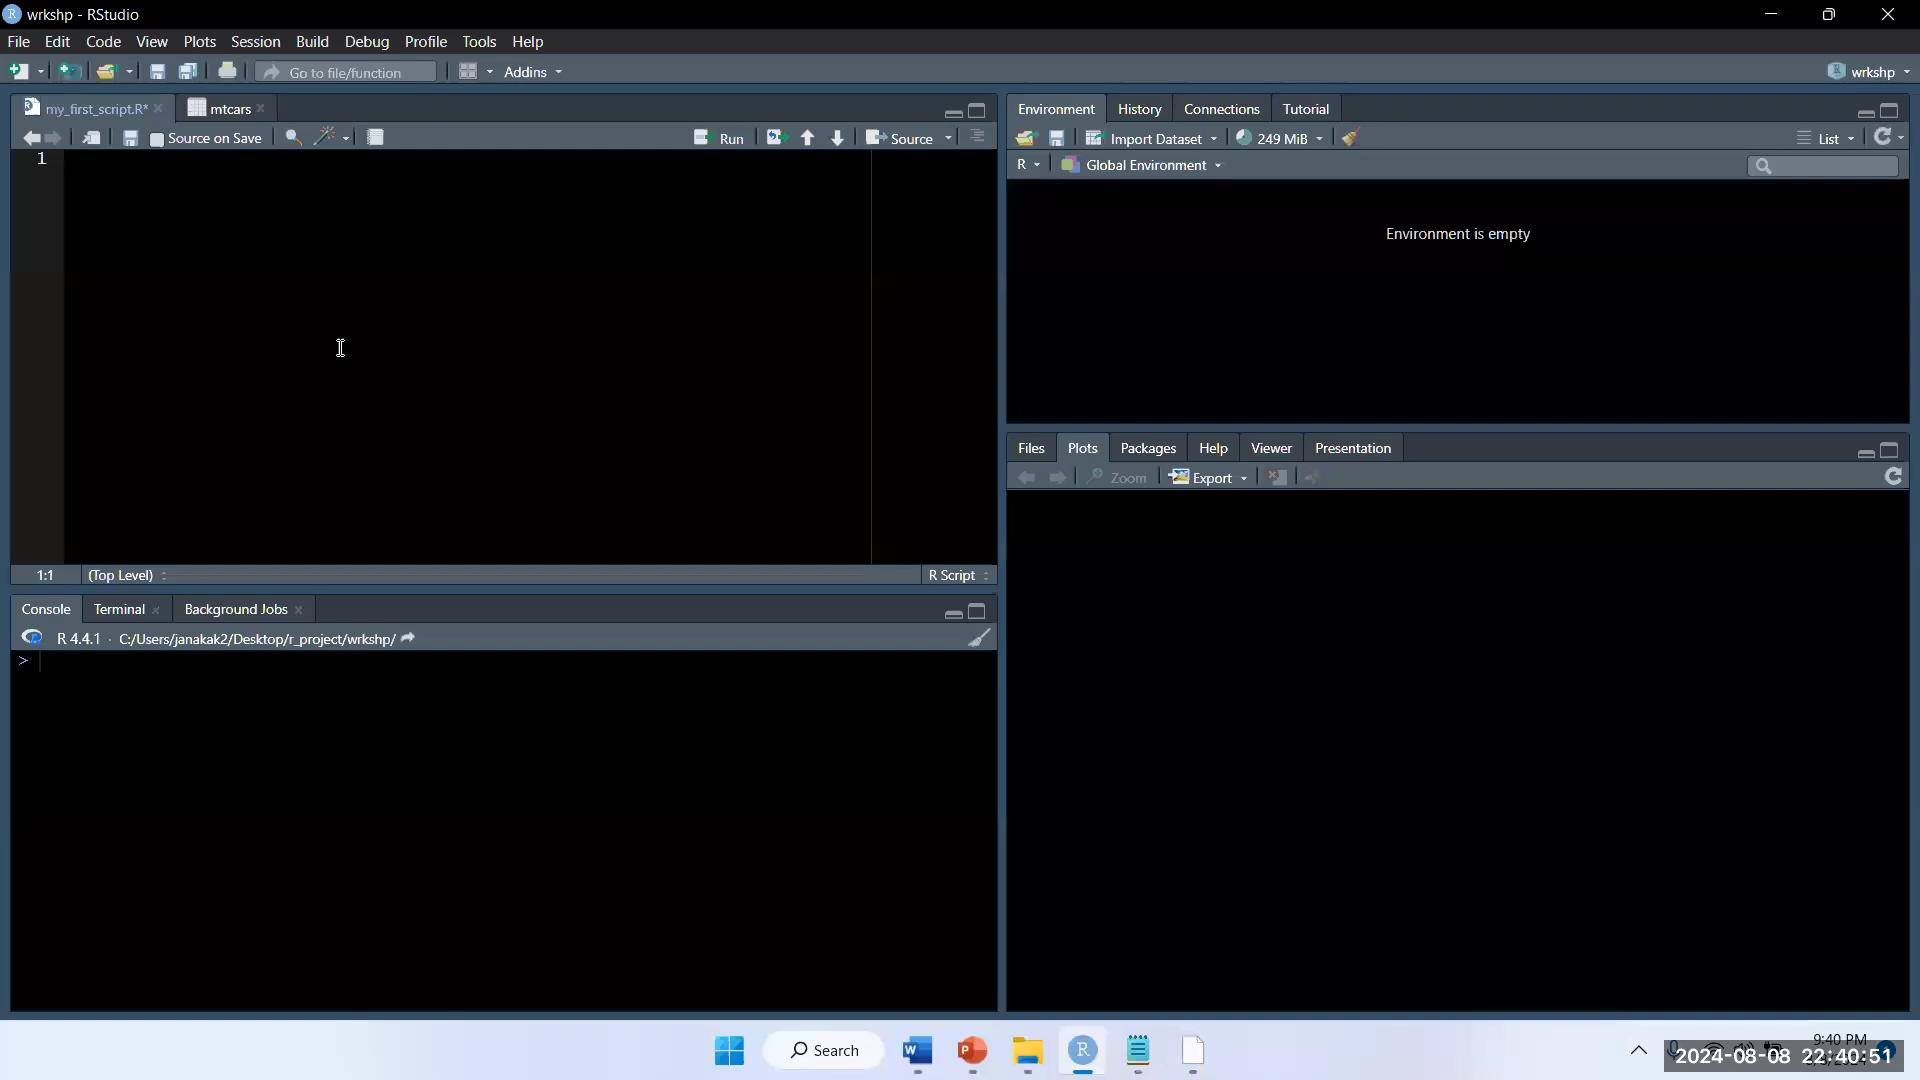 wrkshp - RStudio
File Edit Code View Plots Session Build Debug Profile Tools Help
Go to file/function Addins wrkshp
my_first_script.R* mtcars
Source on Save Run Source
1
1:1 (Top Level) R Script
Console Terminal Background Jobs
R 4.4.1 · C:/Users/janakak2/Desktop/r_project/wrkshp/
>
Environment History Connections Tutorial
Import Dataset 249 MiB List
R Global Environment
Environment is empty
Files Plots Packages Help Viewer Presentation
Zoom Export
Search
9:40 PM
2024-08-08 22:40:51